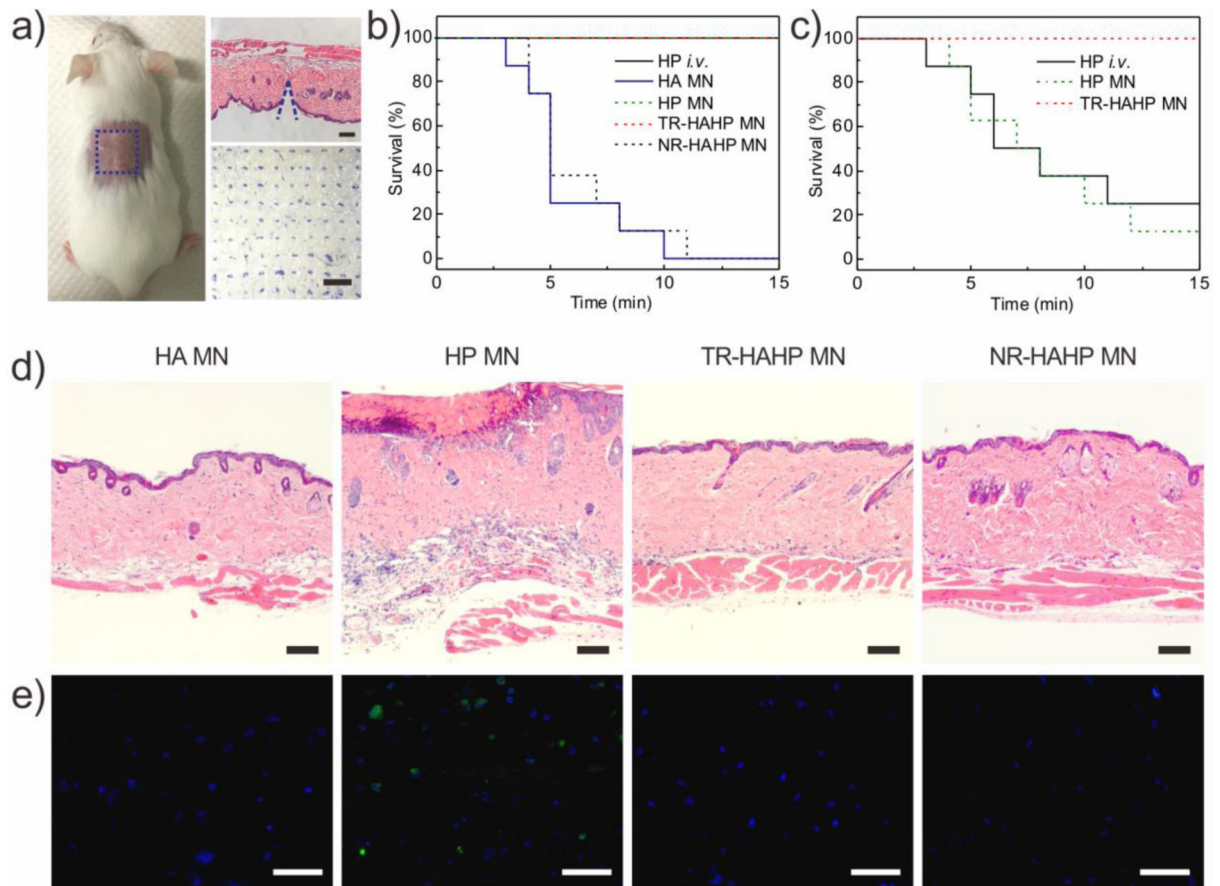 a)
b)
100
80
60
40
20
0
Survival (%)
0 5 10 15
Time (min)
HP i.v.
HA MN
HP MN
TR-HAHP MN
NR-HAHP MN
c)
100
80
60
40
20
0
Survival (%)
0 5 10 15
Time (min)
HP i.v.
HP MN
TR-HAHP MN
HA MN HP MN TR-HAHP MN NR-HAHP MN
d)
e)